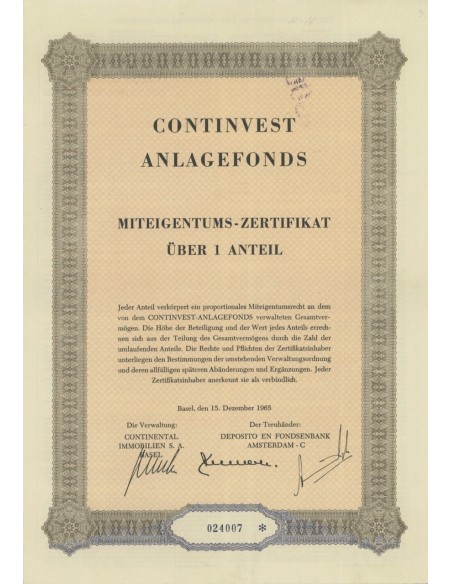 CONTINVEST
ANLAGEFONDS
MITEIGENTUMS-ZERTIFIKAT
ÜBER 1 ANTEIL
Jeder Anteil verkörpert ein proportionales Miteigentumsrecht an dem
von dem CONTINVEST-ANLAGEFONDS verwalteten Gesamtver-
mögen. Die Höhe der Beteiligung und der Wert jedes Anteils errech-
nen sich aus der Teilung des Gesamtvermögens durch die Zahl der
umlaufenden Anteile. Die Rechte und Pflichten der Zertifikatsinhaber
unterliegen den Bestimmungen der umstehenden Verwaltungsordnung
und deren allfälligen späteren Abänderungen und Ergänzungen. Jeder
Zertifikatsinhaber anerkennt sie als verbindlich.
Basel, den 15. Dezember 1965
Die Verwaltung:
CONTINENTAL
IMMOBILIEN S. A.
BASEL
Der Treuhänder:
DEPOSITO EN FONDSENBANK
AMSTERDAM - C
024007 *